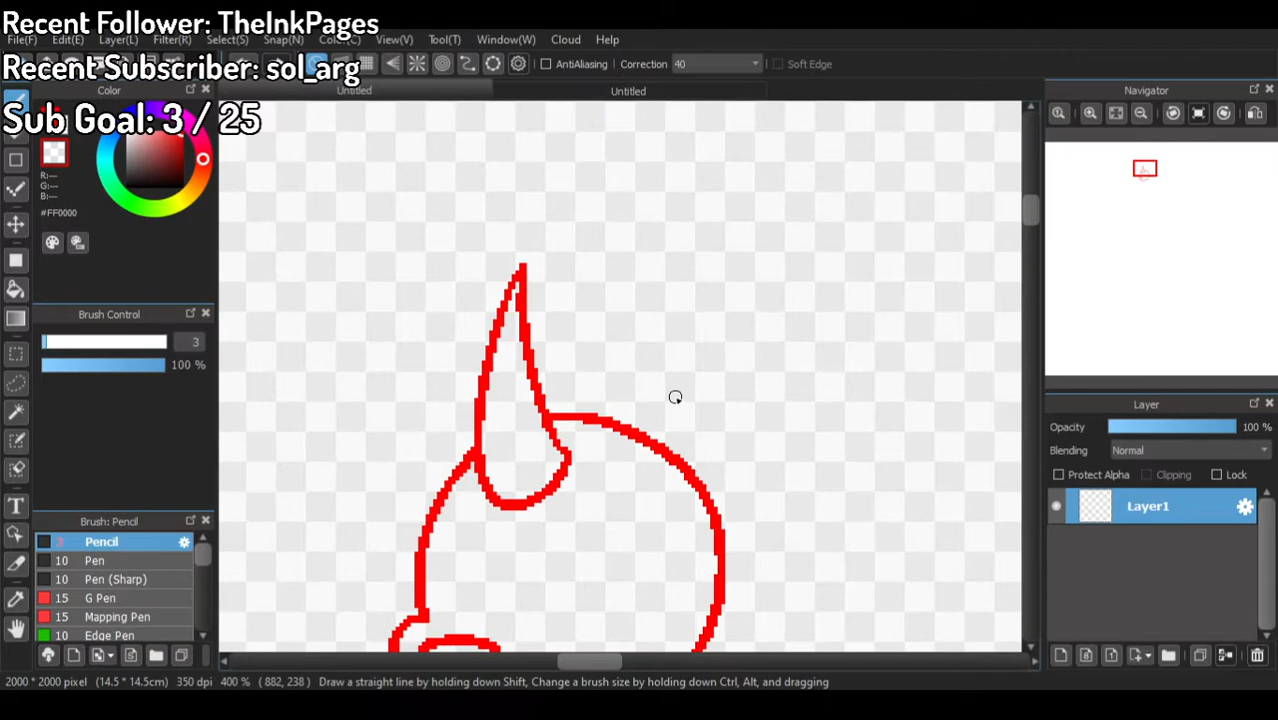 Recent Follower: TheInkPages
File(F) Edit(E) Layer(L) Filter(R) Select(S) Snap(N) Color(C) View(V) Tool(T) Window(W) Cloud Help
Recent Subscriber: sol_arg
AntiAliasing Correction 40 Soft Edge
Color Untitled Untitled Navigator
Sub Goal: 3 / 25
R:---
G:---
B:---
#FF0000
Brush Control
3
100 %
Layer
Opacity 100 %
Blending Normal
Protect Alpha Clipping Lock
Layer1
Brush: Pencil
3 Pencil
10 Pen
10 Pen (Sharp)
15 G Pen
15 Mapping Pen
10 Edge Pen
2000 * 2000 pixel (14.5 * 14.5cm) 350 dpi 400 % ( 882, 238 ) Draw a straight line by holding down Shift, Change a brush size by holding down Ctrl, Alt, and dragging